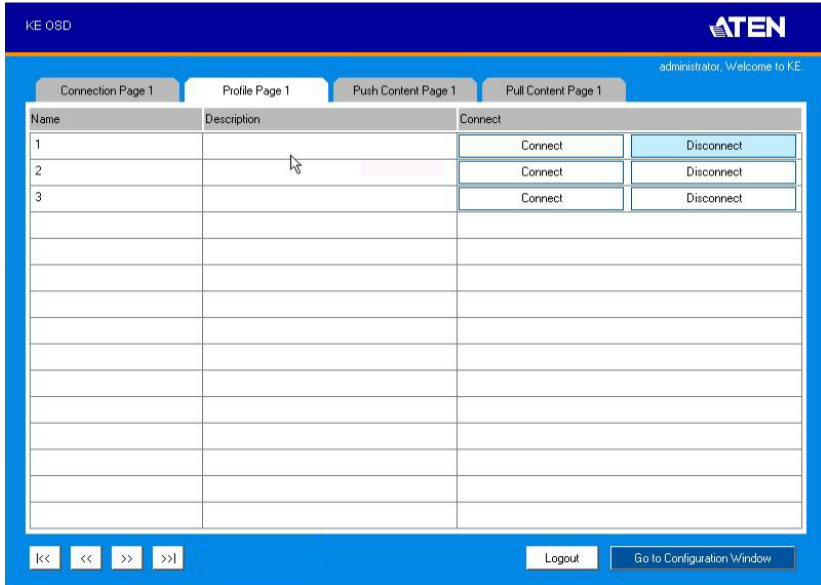 KE OSD
ATEN
administrator, Welcome to KE.
Connection Page 1 Profile Page 1 Push Content Page 1 Pull Content Page 1
Name Description Connect
1 Connect Disconnect
2 Connect Disconnect
3 Connect Disconnect
|<< << >> >>| Logout Go to Configuration Window